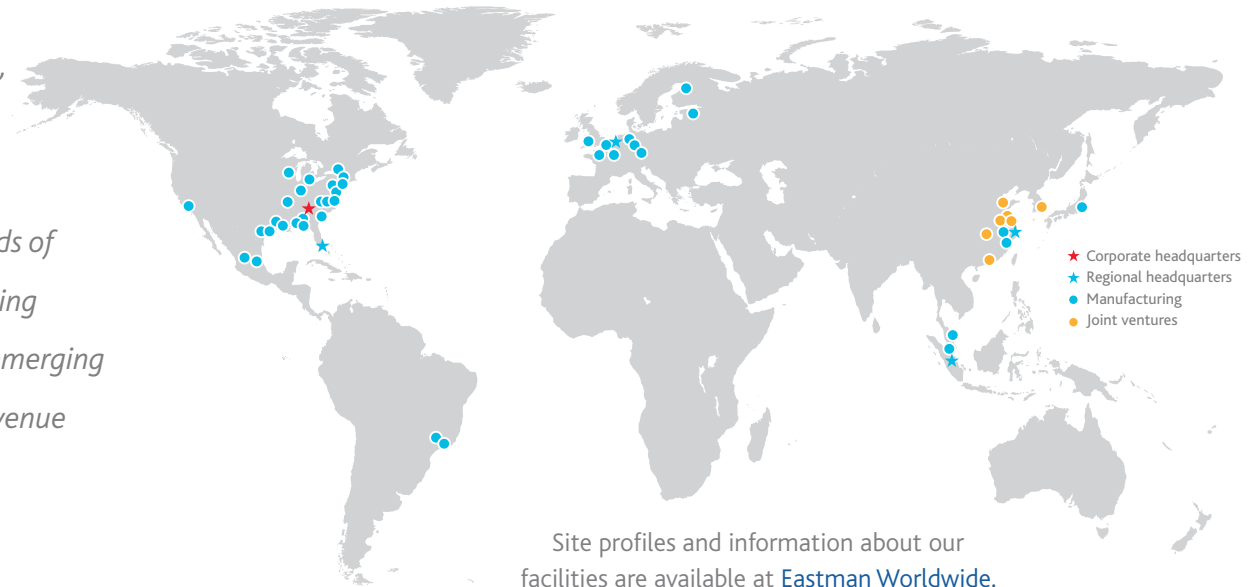 ds of
ing
merging
venue
Corporate headquarters
Regional headquarters
Manufacturing
Joint ventures
Site profiles and information about our
facilities are available at Eastman Worldwide.